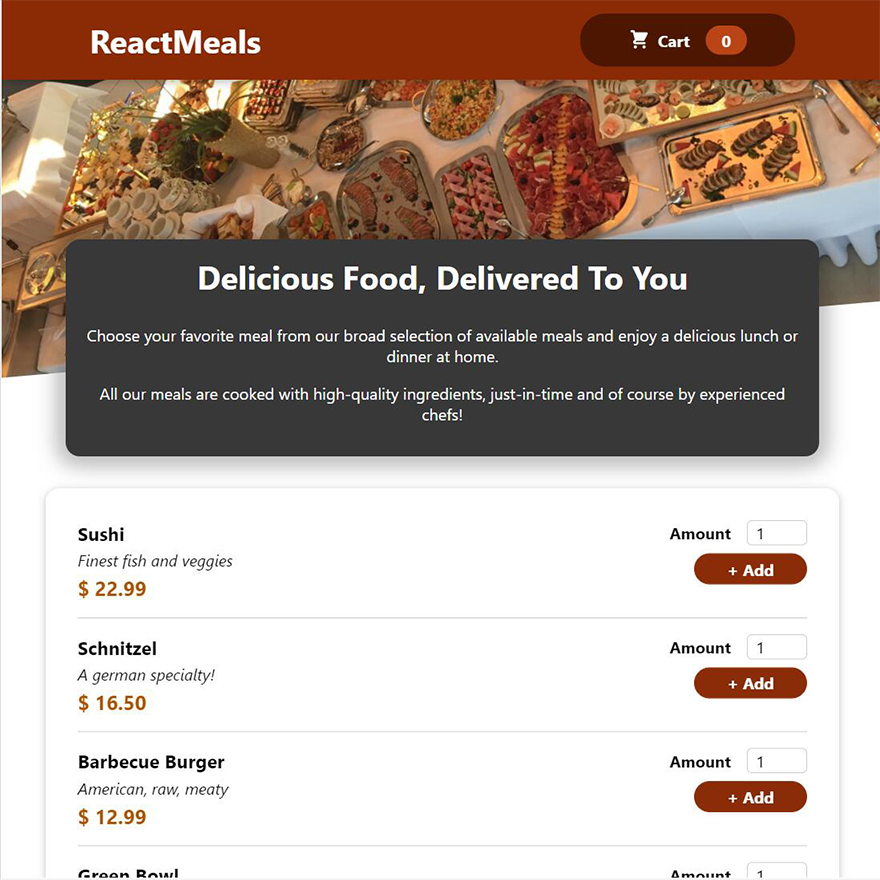 ReactMeals
Cart 0
Delicious Food, Delivered To You
Choose your favorite meal from our broad selection of available meals and enjoy a delicious lunch or
dinner at home.
All our meals are cooked with high-quality ingredients, just-in-time and of course by experienced
chefs!
Sushi
Finest fish and veggies
$ 22.99
Amount 1
+ Add
Schnitzel
A german specialty!
$ 16.50
Amount 1
+ Add
Barbecue Burger
American, raw, meaty
$ 12.99
Amount 1
+ Add
Green Bowl
Amount 1